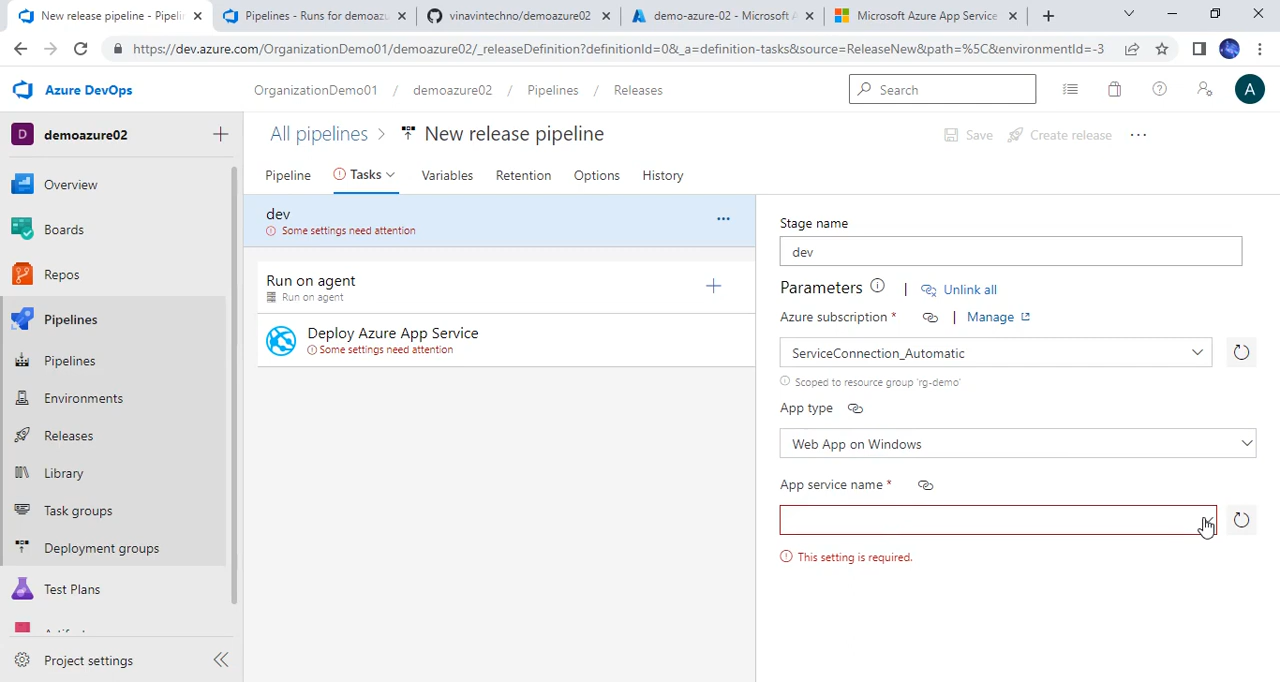 New release pipeline - Pipelin
Pipelines - Runs for demoazu
vinavintechno/demoazure02
demo-azure-02 - Microsoft A
Microsoft Azure App Service
https://dev.azure.com/OrganizationDemo01/demoazure02/_releaseDefinition?definitionId=0&_a=definition-tasks&source=ReleaseNew&path=%5C&environmentId=-3
Azure DevOps
OrganizationDemo01 / demoazure02 / Pipelines / Releases
Search
A
D demoazure02
Overview
Boards
Repos
Pipelines
Pipelines
Environments
Releases
Library
Task groups
Deployment groups
Test Plans
Project settings
All pipelines > New release pipeline
Save
Create release
Pipeline
Tasks
Variables
Retention
Options
History
dev
Some settings need attention
Run on agent
Run on agent
Deploy Azure App Service
Some settings need attention
Stage name
dev
Parameters | Unlink all
Azure subscription * | Manage
ServiceConnection_Automatic
Scoped to resource group 'rg-demo'
App type
Web App on Windows
App service name *
This setting is required.